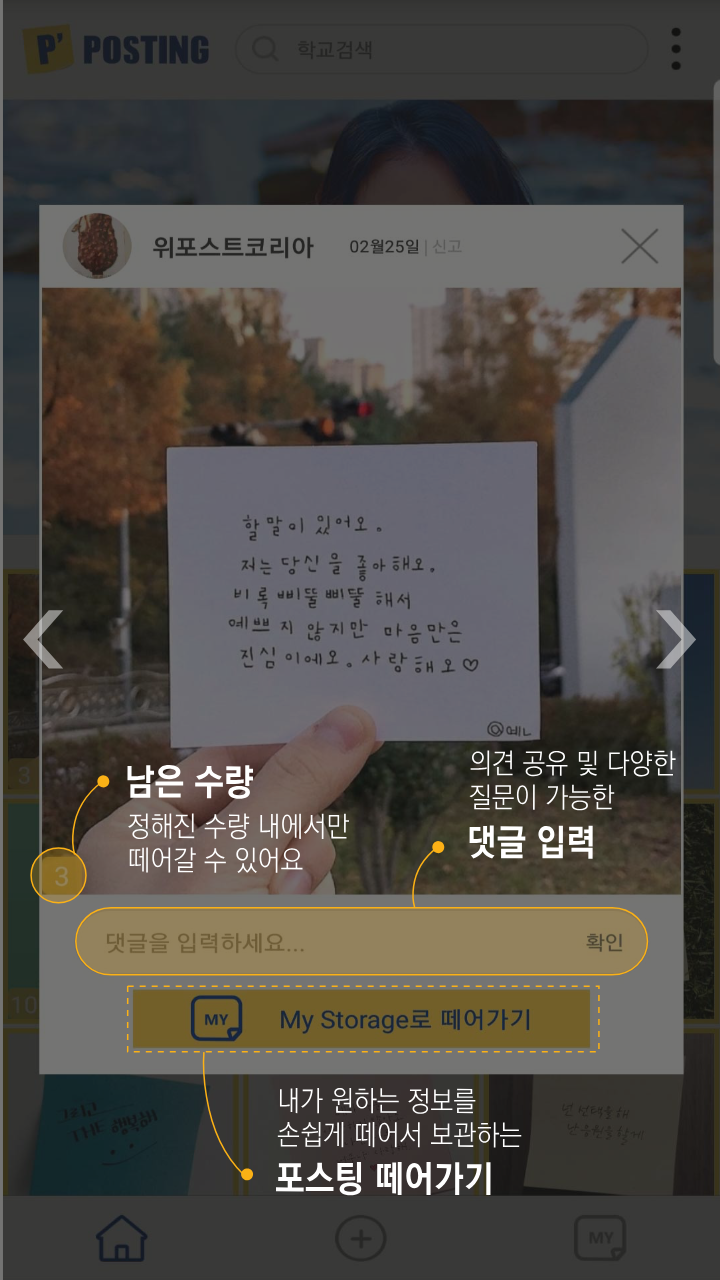 P' POSTING
학교검색
위포스트코리아 02월25일 | 신고
할말이 있어요.
저는 당신을 좋아해요.
비록 삐뚤삐뚤 해서
예쁘지 않지만 마음만은
진심이에요. 사랑해요♡
@예ㄴ
남은 수량
정해진 수량 내에서만
떼어갈 수 있어요
의견 공유 및 다양한
질문이 가능한
댓글 입력
3
3
댓글을 입력하세요... 확인
10
MY My Storage로 떼어가기
내가 원하는 정보를
손쉽게 떼어서 보관하는
포스팅 떼어가기
THE 행복해
MY